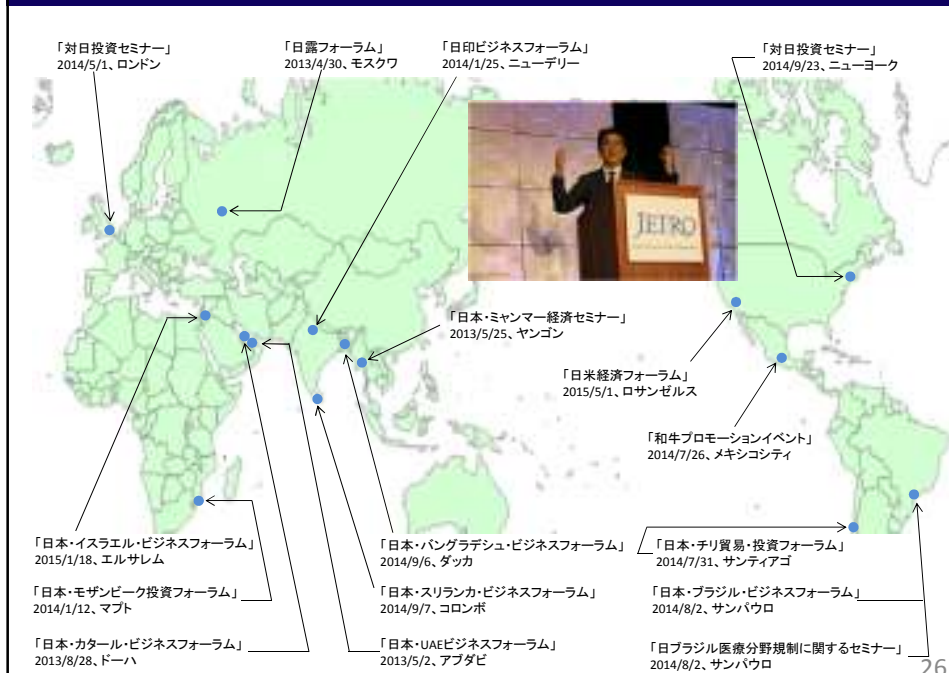 「対日投資セミナー」
2014/5/1、ロンドン
「日露フォーラム」
2013/4/30、モスクワ
「日印ビジネスフォーラム」
2014/1/25、ニューデリー
「対日投資セミナー」
2014/9/23、ニューヨーク
JETRO
「日本・ミャンマー経済セミナー」
2013/5/25、ヤンゴン
「日米経済フォーラム」
2015/5/1、ロサンゼルス
「和牛プロモーションイベント」
2014/7/26、メキシコシティ
「日本・イスラエル・ビジネスフォーラム」
2015/1/18、エルサレム
「日本・バングラデシュ・ビジネスフォーラム」
2014/9/6、ダッカ
「日本・チリ貿易・投資フォーラム」
2014/7/31、サンティアゴ
「日本・モザンビーク投資フォーラム」
2014/1/12、マプト
「日本・スリランカ・ビジネスフォーラム」
2014/9/7、コロンボ
「日本・ブラジル・ビジネスフォーラム」
2014/8/2、サンパウロ
「日本・カタール・ビジネスフォーラム」
2013/8/28、ドーハ
「日本・UAEビジネスフォーラム」
2013/5/2、アブダビ
「日ブラジル医療分野規制に関するセミナー」
2014/8/2、サンパウロ
26